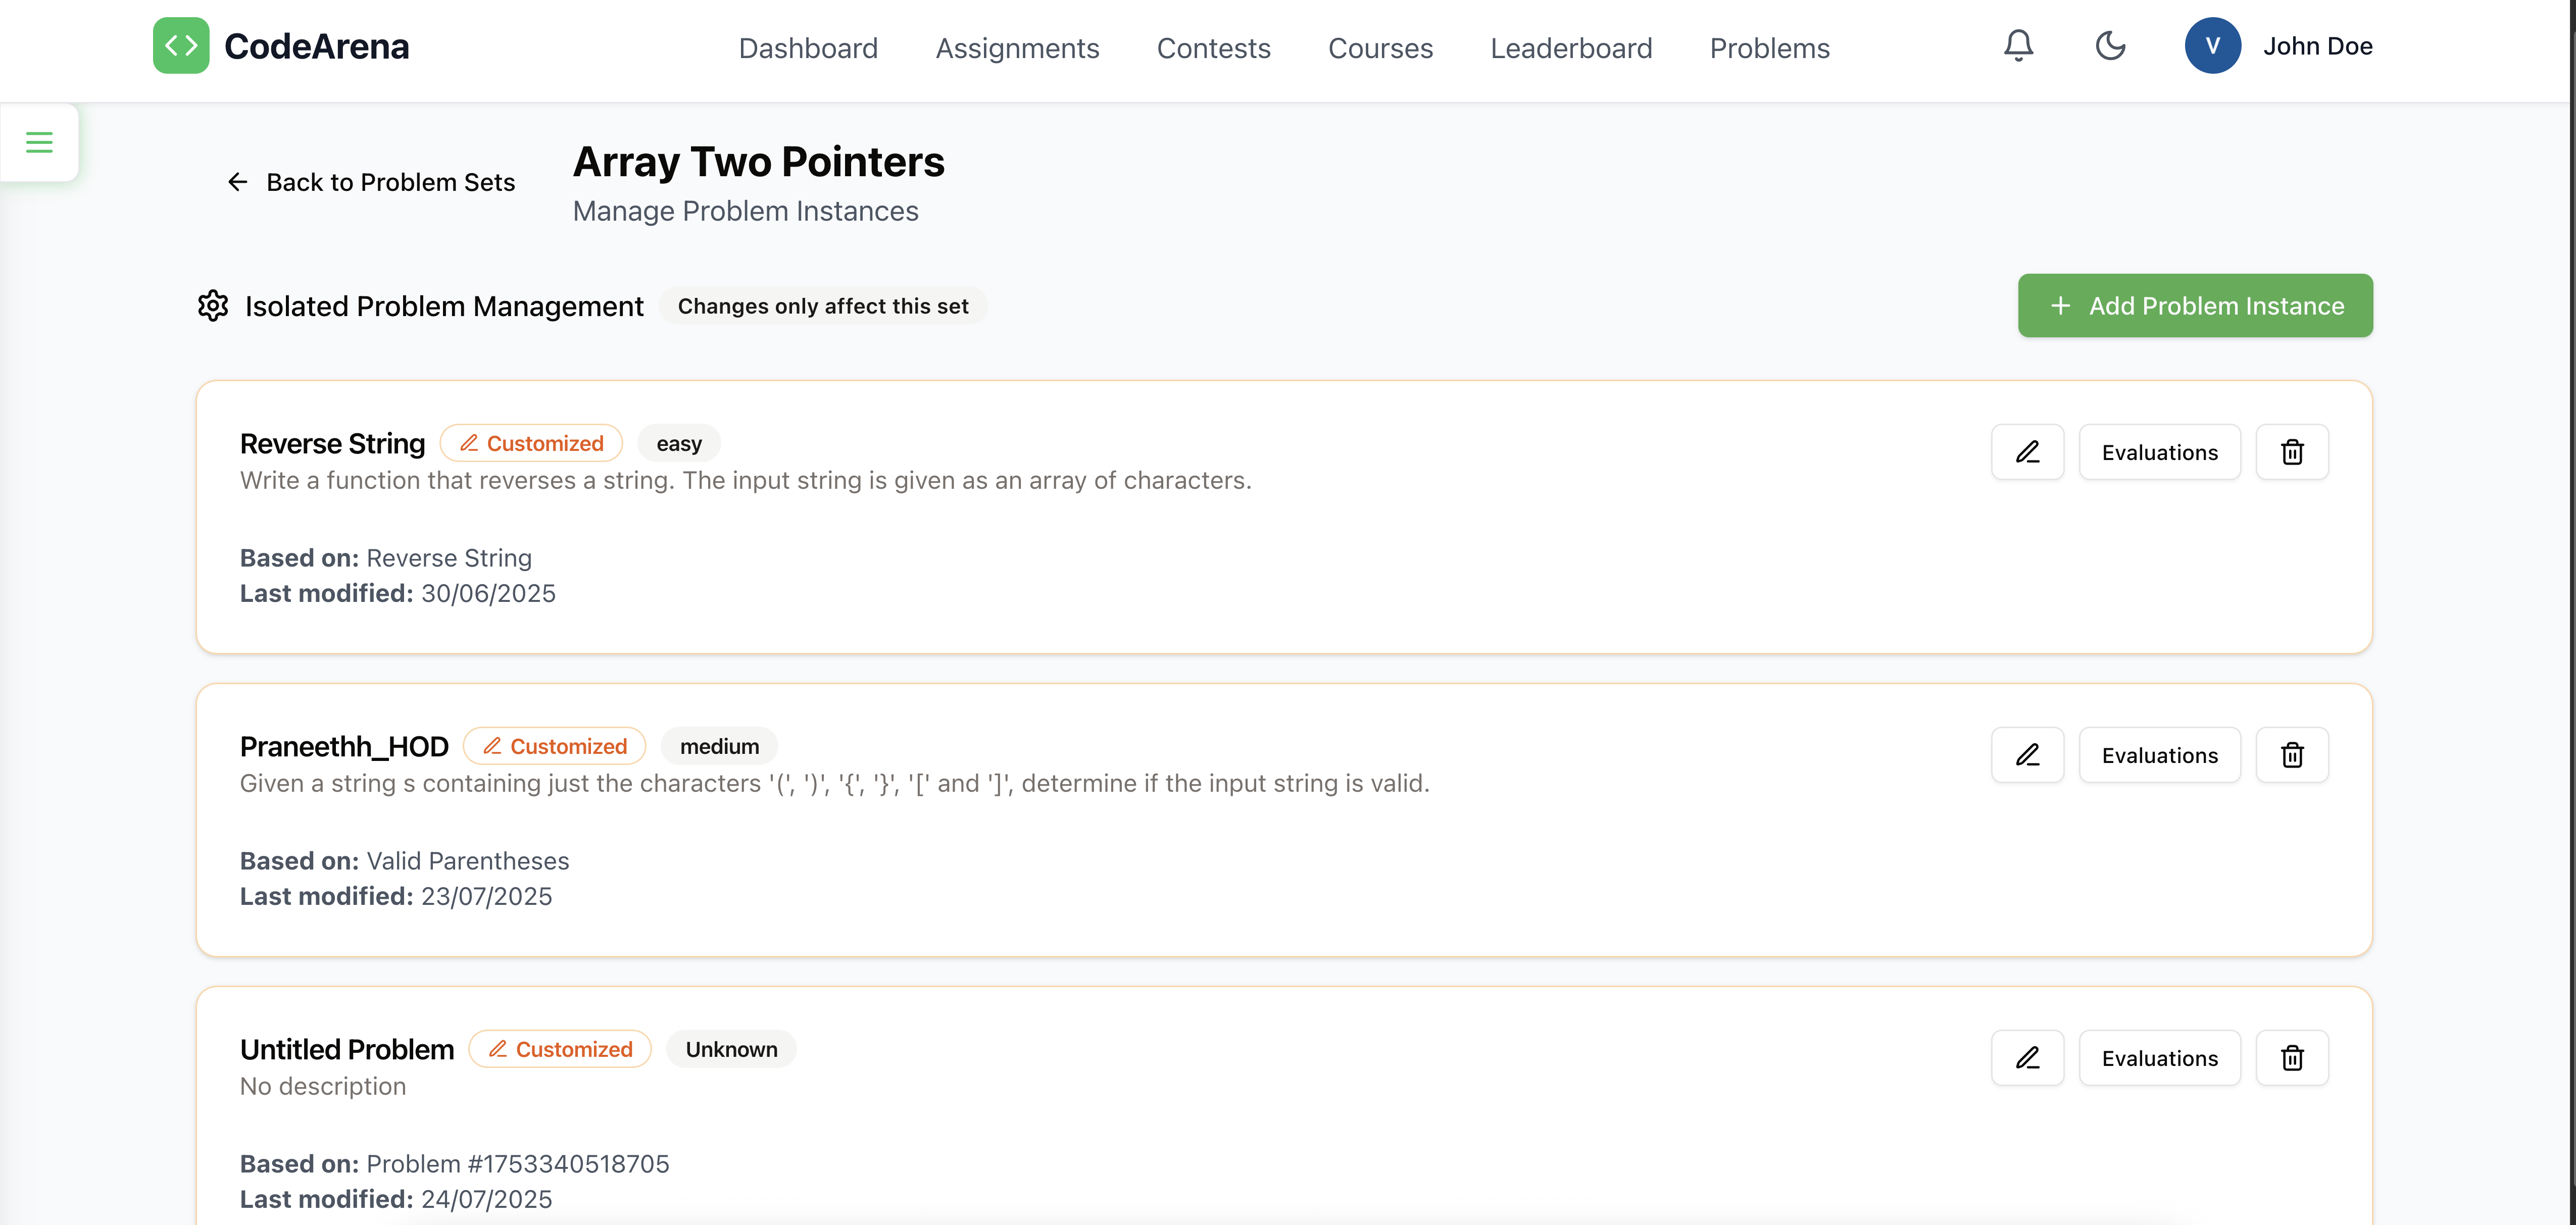 CodeArena
Dashboard Assignments Contests Courses Leaderboard Problems
V John Doe
Back to Problem Sets
Array Two Pointers
Manage Problem Instances
Isolated Problem Management Changes only affect this set
Add Problem Instance
Reverse String Customized easy
Evaluations
Write a function that reverses a string. The input string is given as an array of characters.
Based on: Reverse String
Last modified: 30/06/2025
Praneethh_HOD Customized medium
Evaluations
Given a string s containing just the characters '(', ')', '{', '}', '[' and ']', determine if the input string is valid.
Based on: Valid Parentheses
Last modified: 23/07/2025
Untitled Problem Customized Unknown
Evaluations
No description
Based on: Problem #1753340518705
Last modified: 24/07/2025